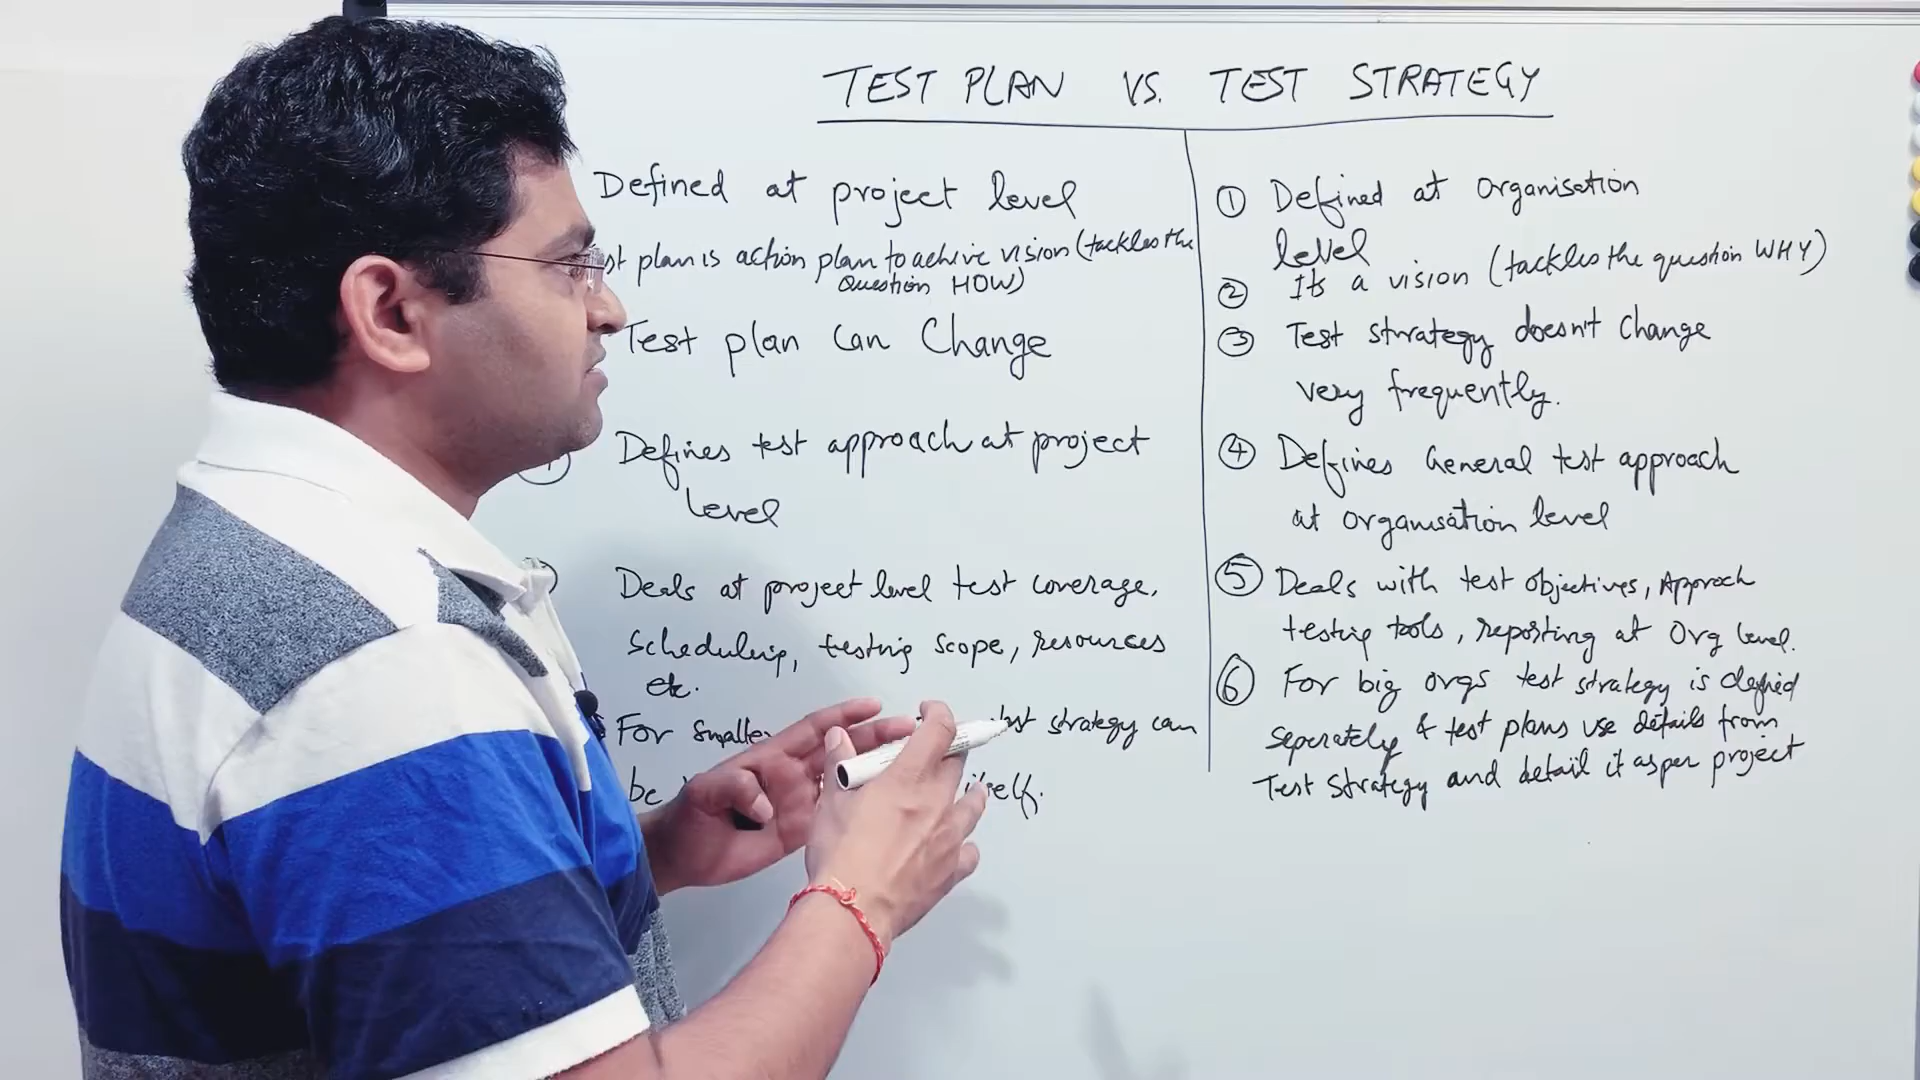 TEST PLAN VS. TEST STRATEGY
Defined at project level
st plan is action plan to achive vision (tackles the
Question HOW)
Test plan can Change
Defines test approach at project
level
Deals at project level test coverage,
scheduling, testing scope, resources
etc.
For smaller test strategy can
be itself.
① Defined at Organisation
level
② Its a vision (tackles the question WHY)
③ Test strategy doesn't Change
very frequently.
④ Defines General test approach
at organisation level
⑤ Deals with test objectives, Approch
testing tools, reporting at Org level.
⑥ For big orgs test strategy is defined
seperately & test plans use details from
Test Strategy and detail it as per project